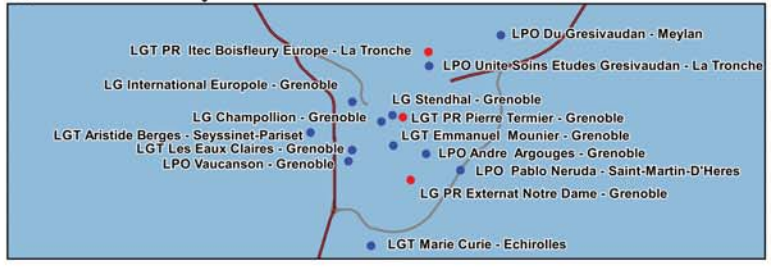 LPO Du Gresivaudan - Meylan
LGT PR  Itec Boisfleury Europe - La Tronche
LPO Unite Soins Etudes Gresivaudan - La Tronche
LG International Europole - Grenoble
LG Stendhal - Grenoble
LG Champollion - Grenoble
LGT PR Pierre Termier - Grenoble
LGT Aristide Berges - Seyssinet-Pariset
LGT Emmanuel  Mounier - Grenoble
LGT Les Eaux Claires - Grenoble
LPO Andre  Argouges - Grenoble
LPO Vaucanson - Grenoble
LPO  Pablo Neruda - Saint-Martin-D'Heres
LG PR Externat Notre Dame - Grenoble
LGT Marie Curie - Echirolles